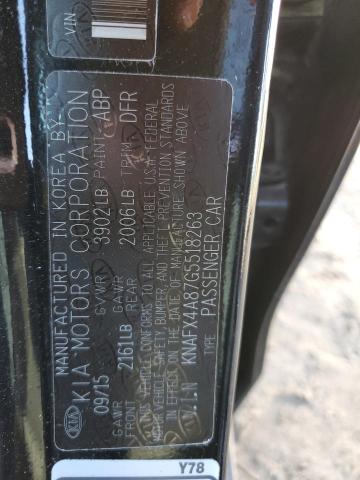 VIN
MANUFACTURED IN KOREA BY
KIA KIA MOTORS CORPORATION
09/15 GVWR 3902LB PAINT ABP
GAWR 2161LB GAWR 2006LB TRIM DFR
FRONT REAR
THIS VEHICLE CONFORMS TO ALL APPLICABLE U.S.A. FEDERAL
MOTOR VEHICLE SAFETY, BUMPER, AND THEFT PREVENTION STANDARDS
IN EFFECT ON THE DATE OF MANUFACTURE SHOWN ABOVE
V.I.N KNAFX4A87G5518263
TYPE: PASSENGER CAR
Y78